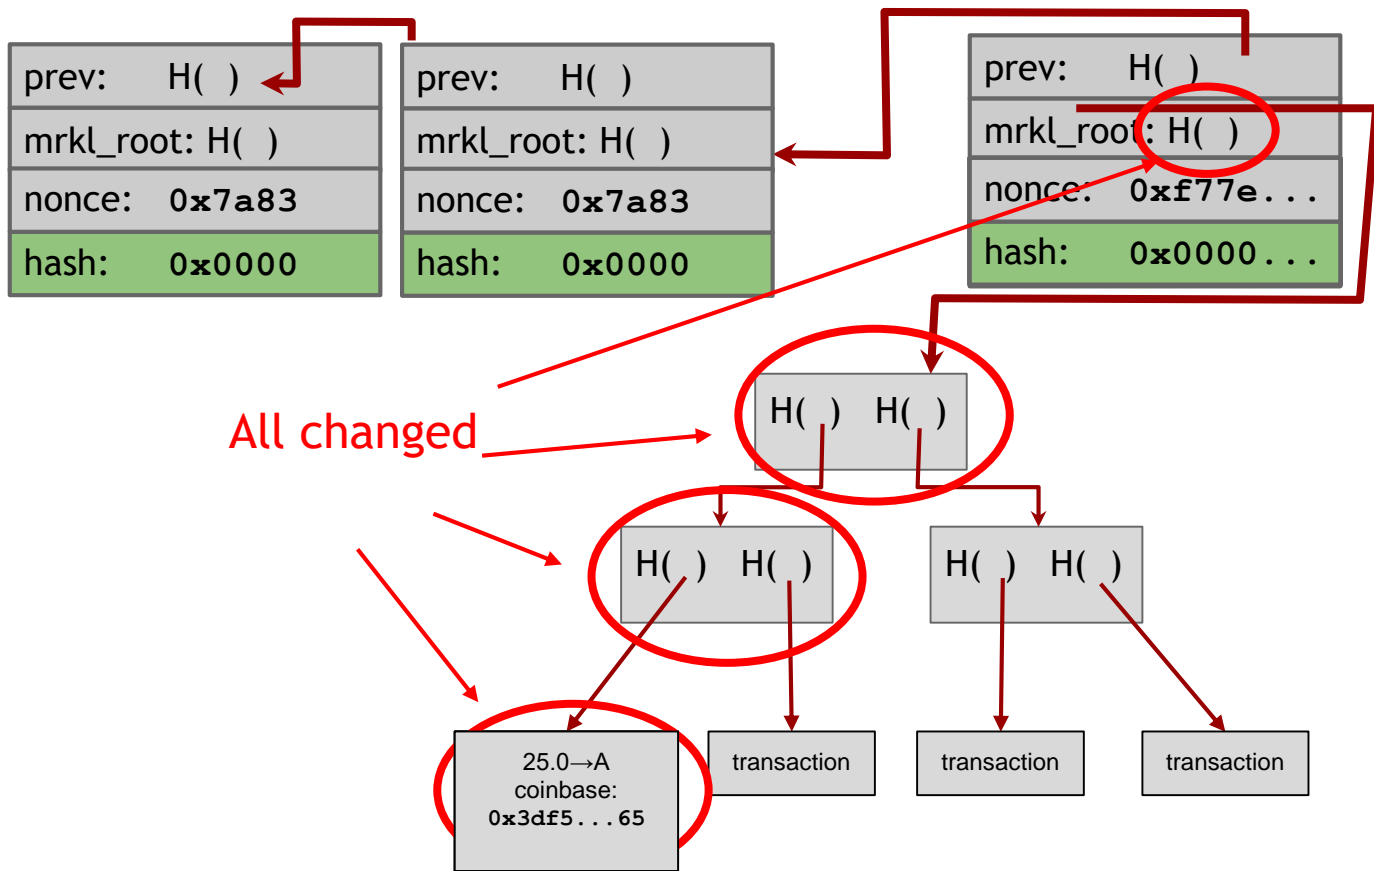 prev: H( )
mrkl_root: H( )
nonce: 0x7a83
hash: 0x0000
prev: H( )
mrkl_root: H( )
nonce: 0x7a83
hash: 0x0000
prev: H( )
mrkl_root: H( )
nonce: 0xf77e...
hash: 0x0000...
All changed
H( ) H( )
H( ) H( )
H( ) H( )
25.0→A
coinbase:
0x3df5...65
transaction
transaction
transaction